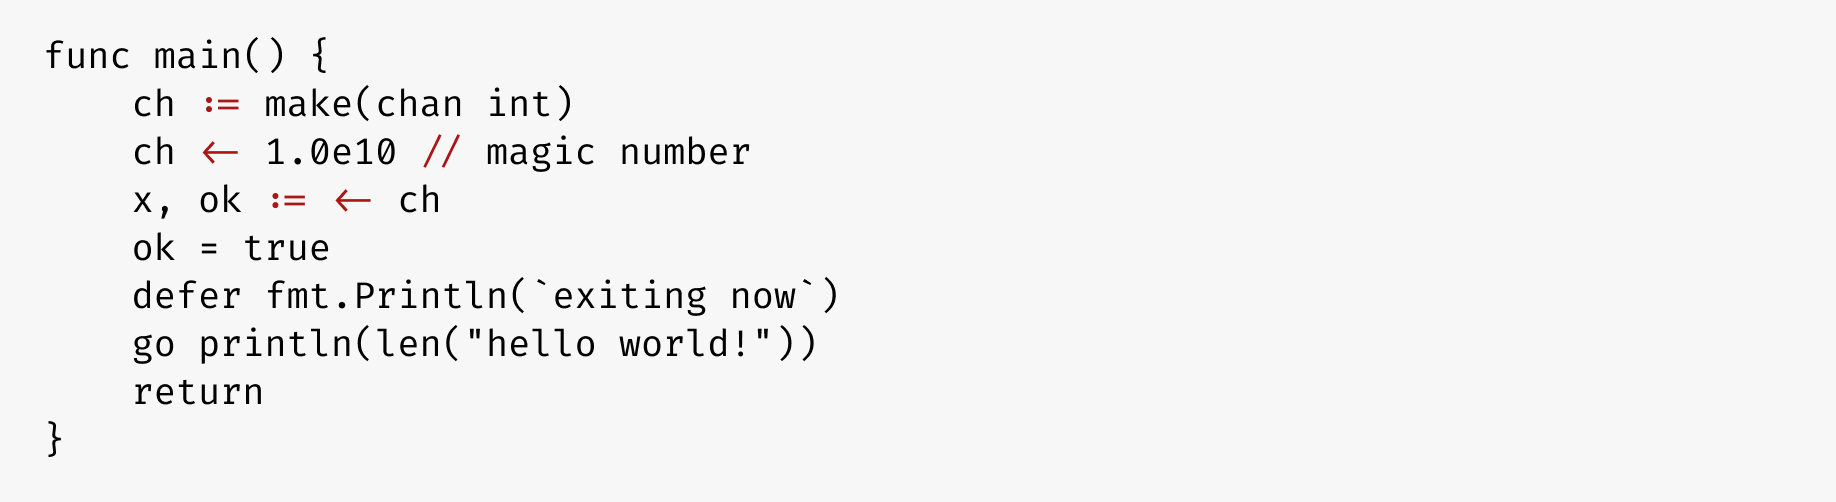 func main() {
    ch := make(chan int)
    ch <- 1.0e10 // magic number
    x, ok := <- ch
    ok = true
    defer fmt.Println(`exiting now`)
    go println(len("hello world!"))
    return
}